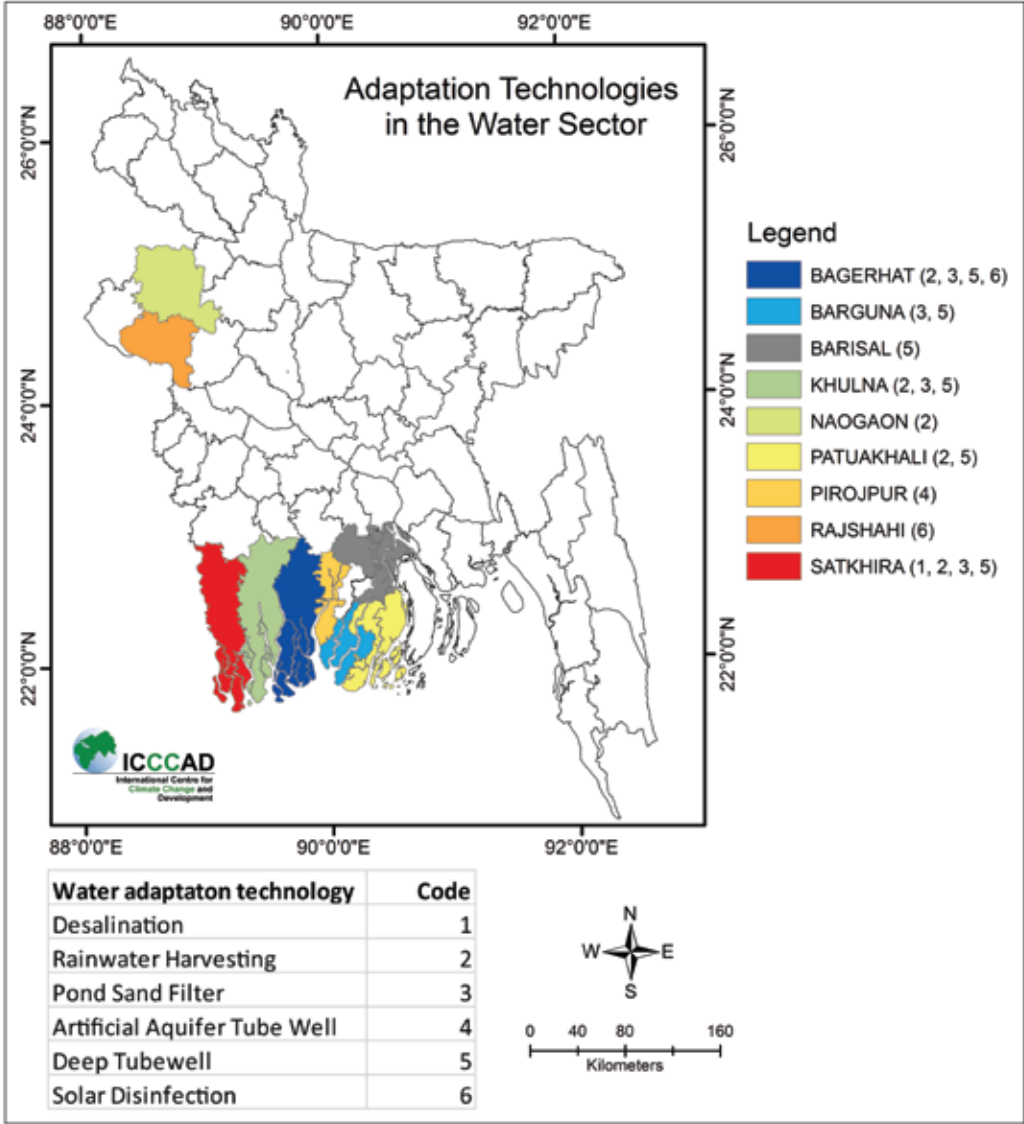 88°0'0"E 90°0'0"E 92°0'0"E
Adaptation Technologies
in the Water Sector
26°0'0"N
26°0'0"N
24°0'0"N
24°0'0"N
22°0'0"N
22°0'0"N
Legend
BAGERHAT (2, 3, 5, 6)
BARGUNA (3, 5)
BARISAL (5)
KHULNA (2, 3, 5)
NAOGAON (2)
PATUAKHALI (2, 5)
PIROJPUR (4)
RAJSHAHI (6)
SATKHIRA (1, 2, 3, 5)
ICCCAD
International Centre for
Climate Change and
Development
88°0'0"E 90°0'0"E 92°0'0"E
Water adaptaton technology Code
Desalination 1
Rainwater Harvesting 2
Pond Sand Filter 3
Artificial Aquifer Tube Well 4
Deep Tubewell 5
Solar Disinfection 6
N
W E
S
0 40 80 160
Kilometers